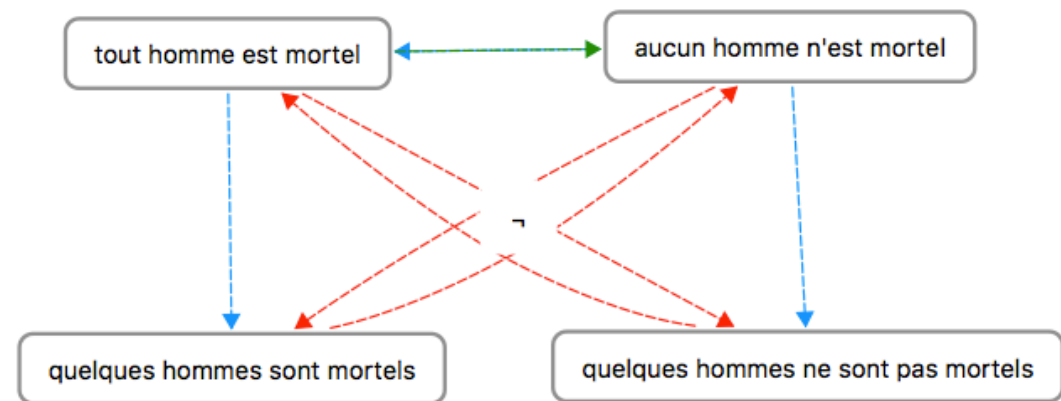 tout homme est mortel
aucun homme n'est mortel
¬
quelques hommes sont mortels
quelques hommes ne sont pas mortels